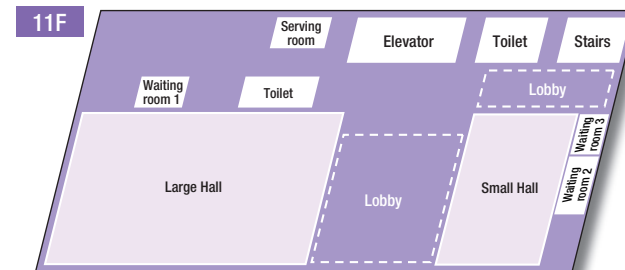 11F
Serving
room
Elevator
Toilet
Stairs
Waiting
room 1
Toilet
Lobby
Waiting
room 3
Large Hall
Lobby
Small Hall
Waiting
room 2